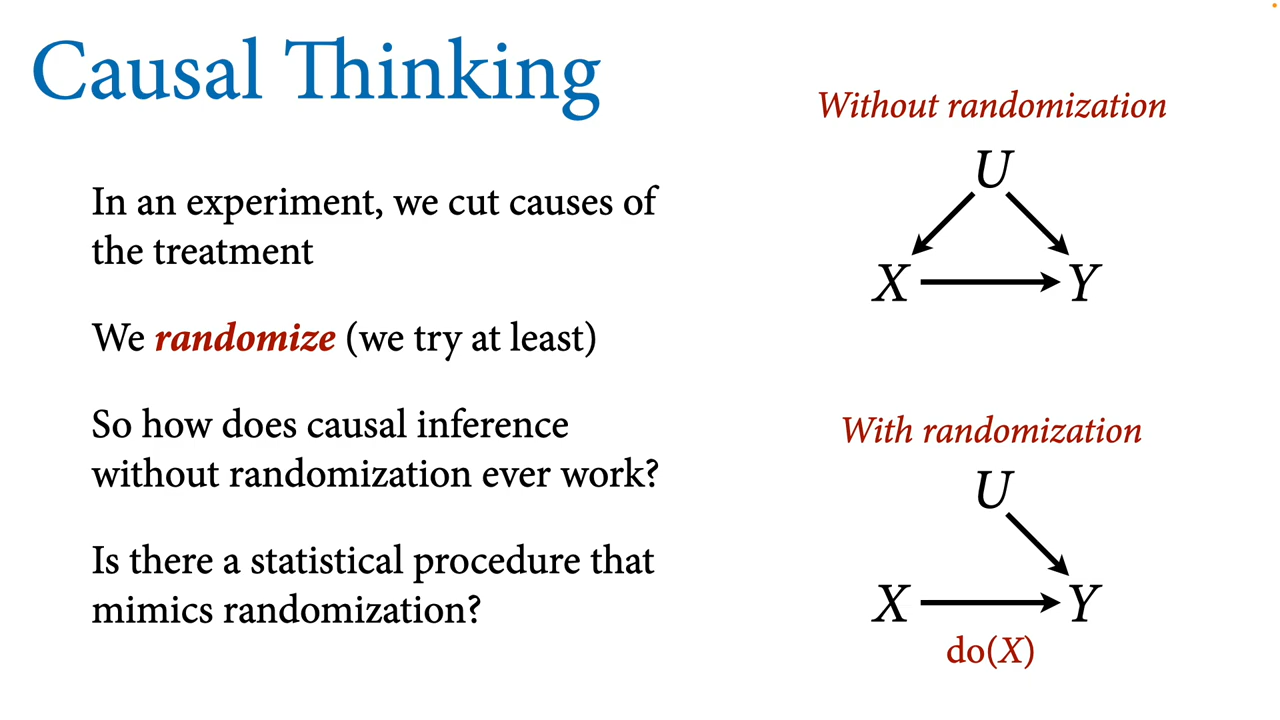 Causal Thinking
In an experiment, we cut causes of
the treatment
We randomize (we try at least)
So how does causal inference
without randomization ever work?
Is there a statistical procedure that
mimics randomization?
Without randomization
U
X Y
With randomization
U
X Y
do(X)